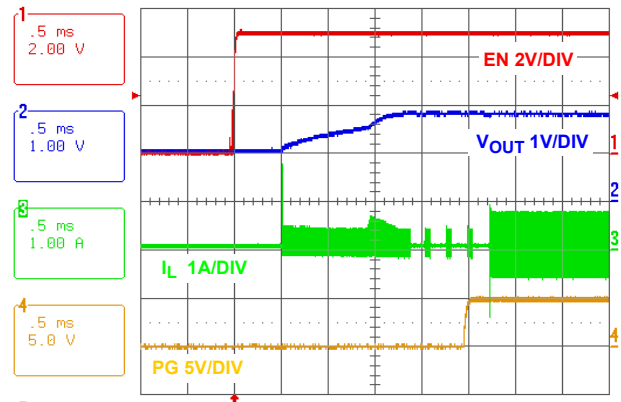 1
.5 ms
2.00 V
2
.5 ms
1.00 V
3
.5 ms
1.00 A
4
.5 ms
5.0 V
EN 2V/DIV
1
VOUT 1V/DIV
2
IL 1A/DIV
3
PG 5V/DIV
4